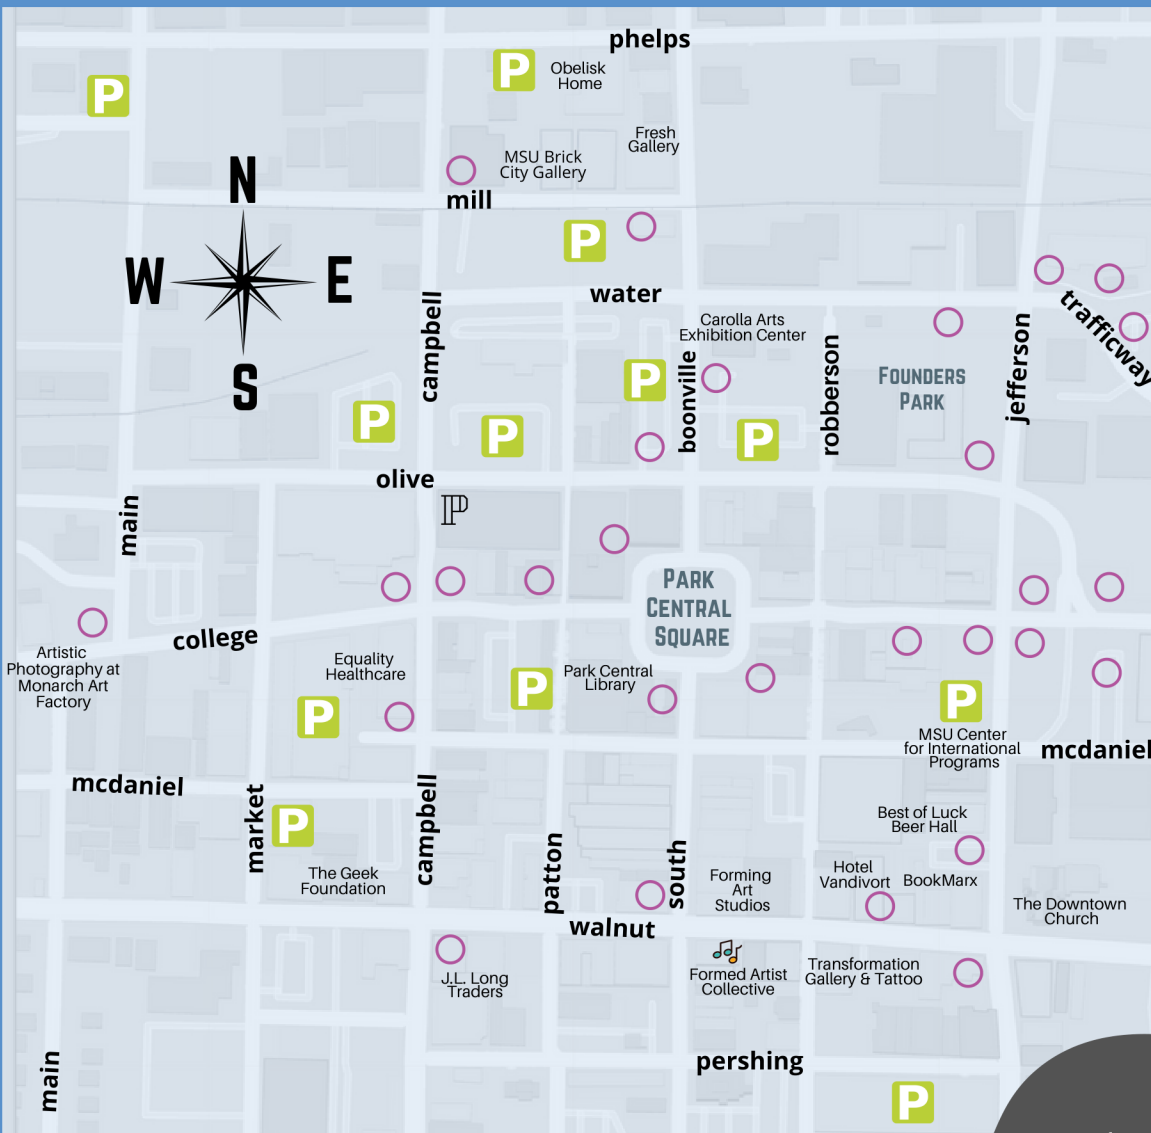 phelps
P
Obelisk
Home
P
Fresh
Gallery
MSU Brick
City Gallery
N
mill
P
W
E
water
trafficway
campbell
Carolla Arts
Exhibition Center
jefferson
S
P
boonville
robberson
FOUNDERS
PARK
P
P
P
olive
P
main
PARK
CENTRAL
SQUARE
college
Artistic
Photography at
Monarch Art
Factory
Equality
Healthcare
Park Central
Library
P
P
P
MSU Center
for International
Programs
mcdaniel
mcdaniel
market
P
campbell
patton
south
Best of Luck
Beer Hall
The Geek
Foundation
Forming
Art
Studios
Hotel
Vandivort
BookMarx
The Downtown
Church
walnut
J.L. Long
Traders
Formed Artist
Collective
Transformation
Gallery & Tattoo
main
pershing
P